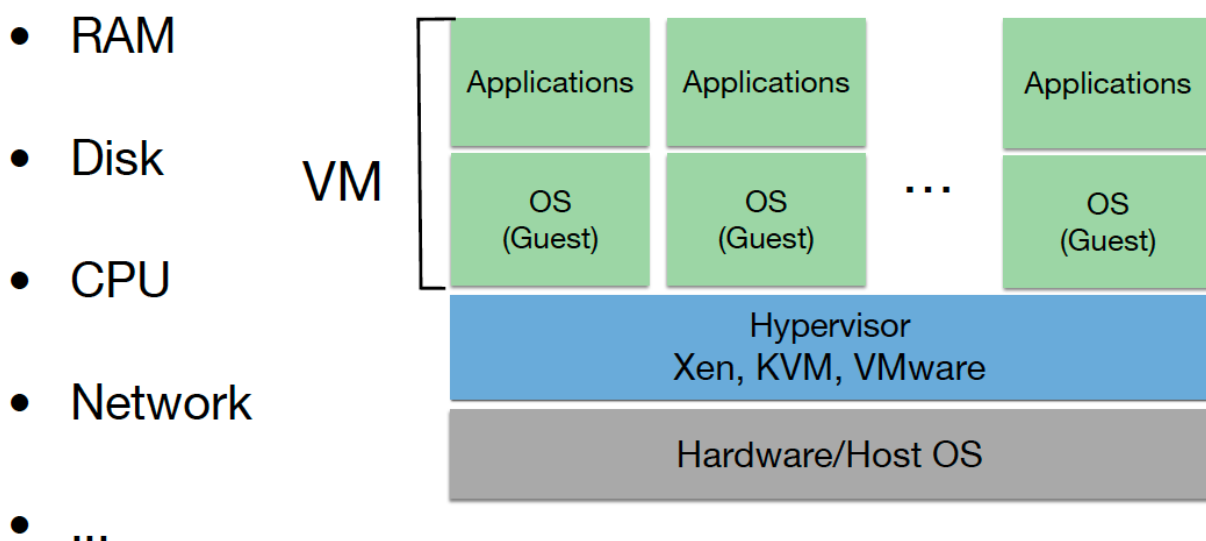 • RAM
• Disk
• CPU
• Network
• ...
VM
Applications
Applications
Applications
OS
(Guest)
OS
(Guest)
...
OS
(Guest)
Hypervisor
Xen, KVM, VMware
Hardware/Host OS